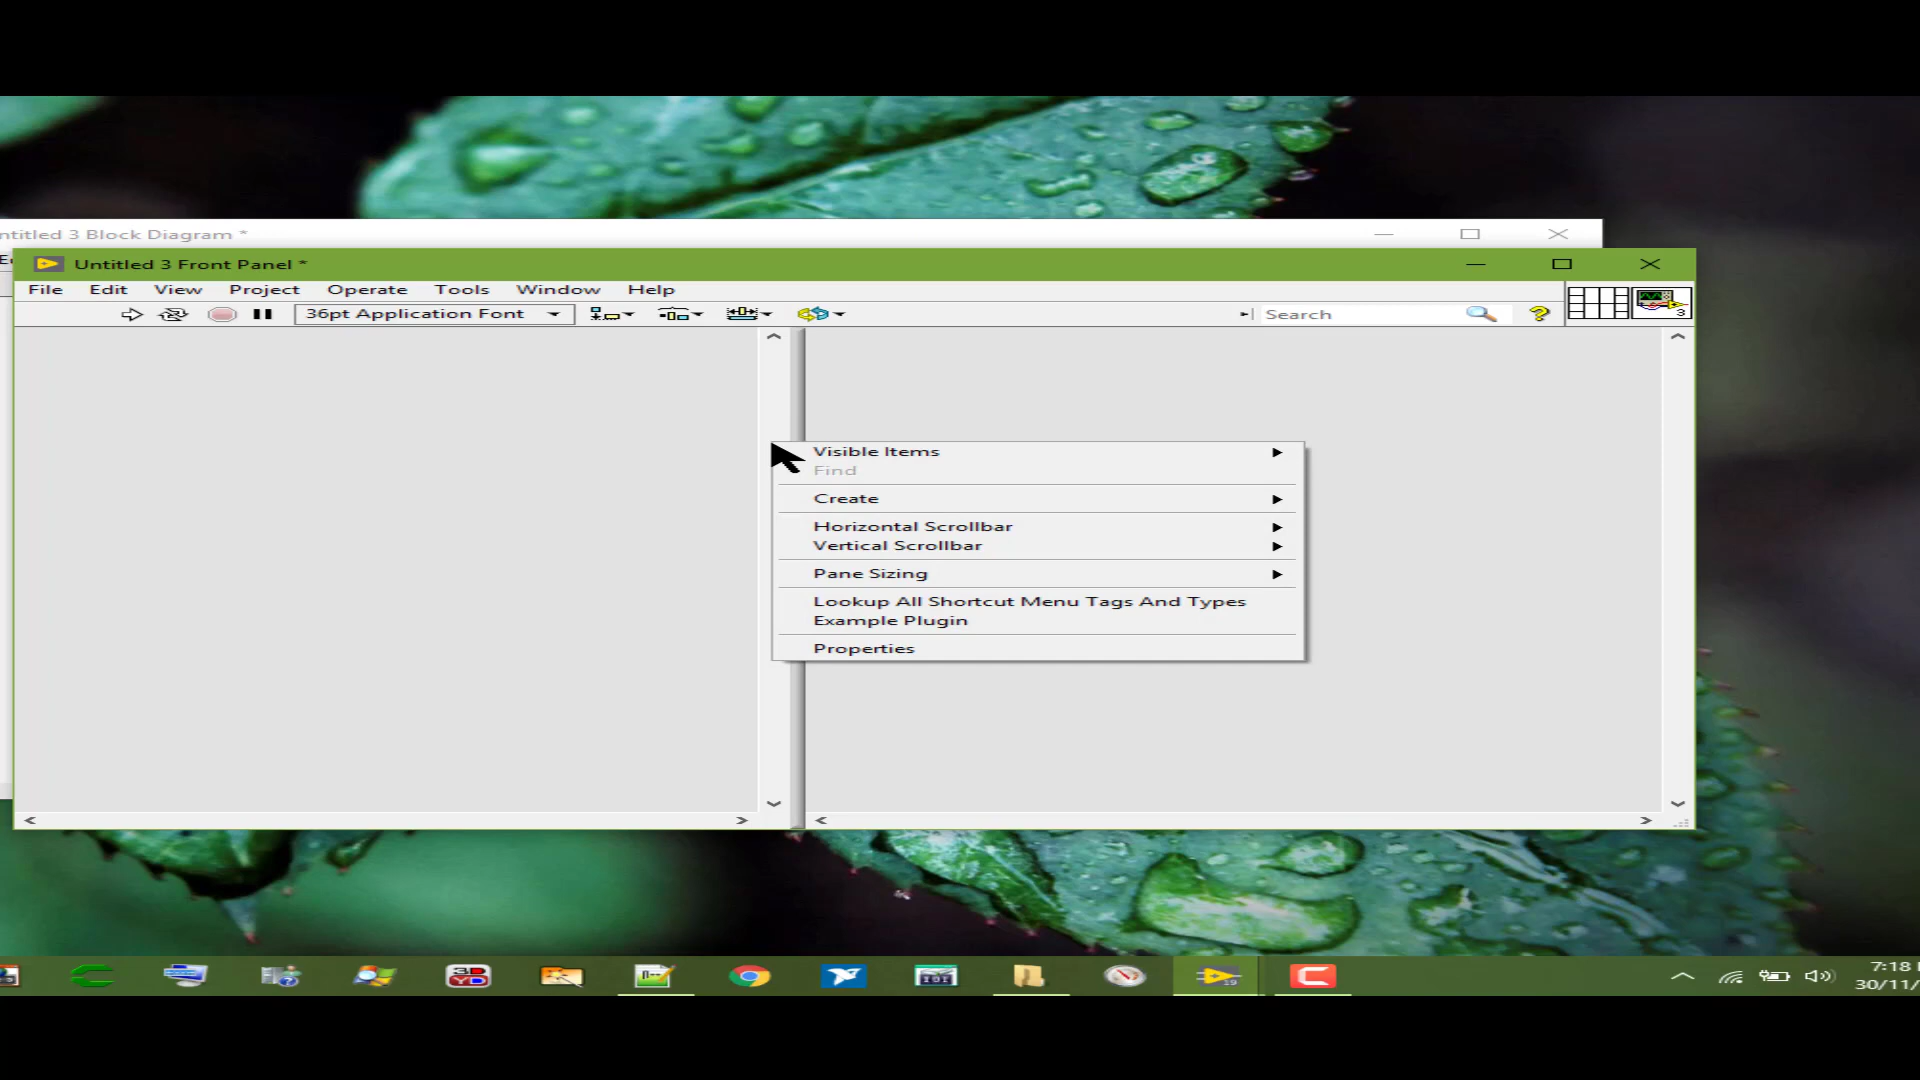 ntitled 3 Block Diagram *
Untitled 3 Front Panel *
File Edit View Project Operate Tools Window Help
36pt Application Font
Search
?
3
Visible Items
Find
Create
Horizontal Scrollbar
Vertical Scrollbar
Pane Sizing
Lookup All Shortcut Menu Tags And Types
Example Plugin
Properties
7:18
30/11/